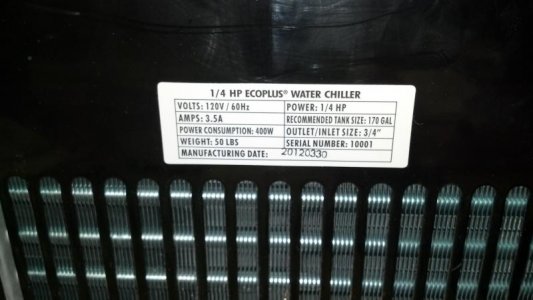 1/4 HP ECOPLUS® WATER CHILLER
VOLTS: 120V / 60Hz POWER: 1/4 HP
AMPS: 3.5A RECOMMENDED TANK SIZE: 170 GAL
POWER CONSUMPTION: 400W OUTLET/INLET SIZE: 3/4"
WEIGHT: 50 LBS SERIAL NUMBER: 10001
MANUFACTURING DATE: 20120330